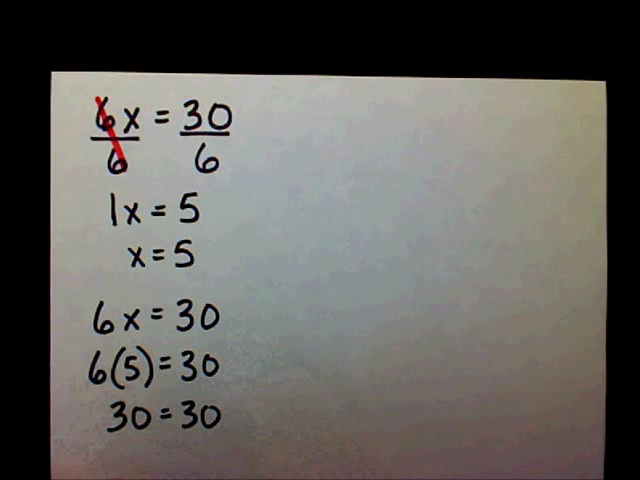 6x = 30
6 6
1x = 5
x = 5
6x = 30
6(5) = 30
30 = 30